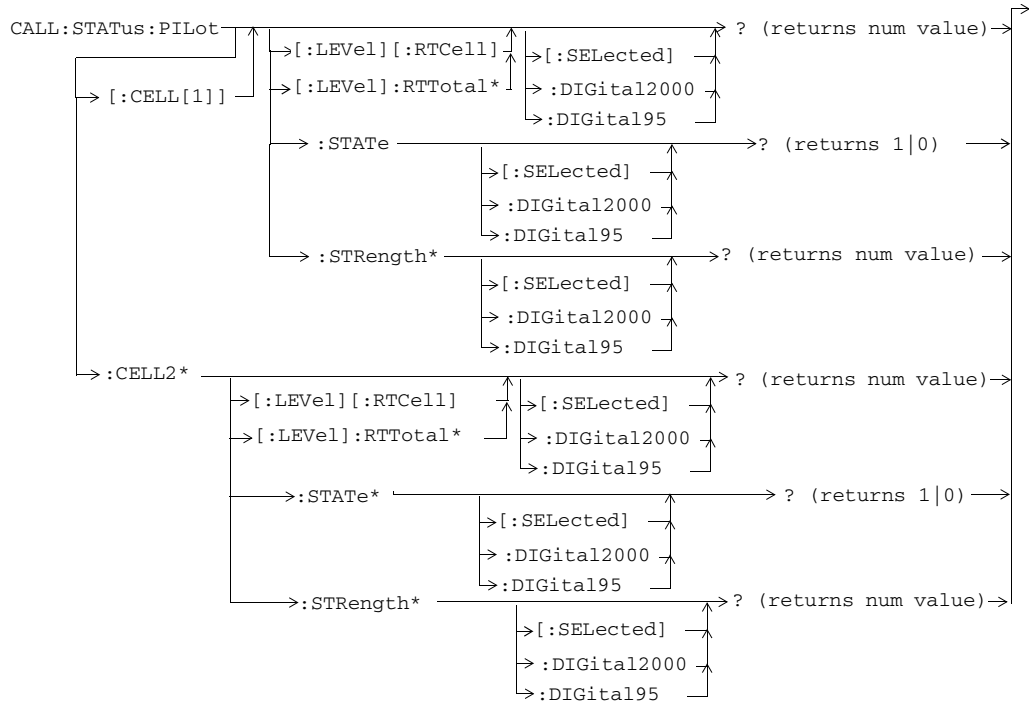 CALL:STATus:PILot ? (returns num value)
[:LEVel][:RTCell] [:SELected]
[:LEVel]:RTTotal* :DIGital2000
[:CELL[1]]
:DIGital95
:STATe ? (returns 1|0)
[:SELected]
:DIGital2000
:DIGital95
:STRength* ? (returns num value)
[:SELected]
:DIGital2000
:DIGital95
:CELL2* ? (returns num value)
[:LEVel][:RTCell] [:SELected]
[:LEVel]:RTTotal* :DIGital2000
:DIGital95
:STATe* ? (returns 1|0)
[:SELected]
:DIGital2000
:DIGital95
:STRength* ? (returns num value)
[:SELected]
:DIGital2000
:DIGital95